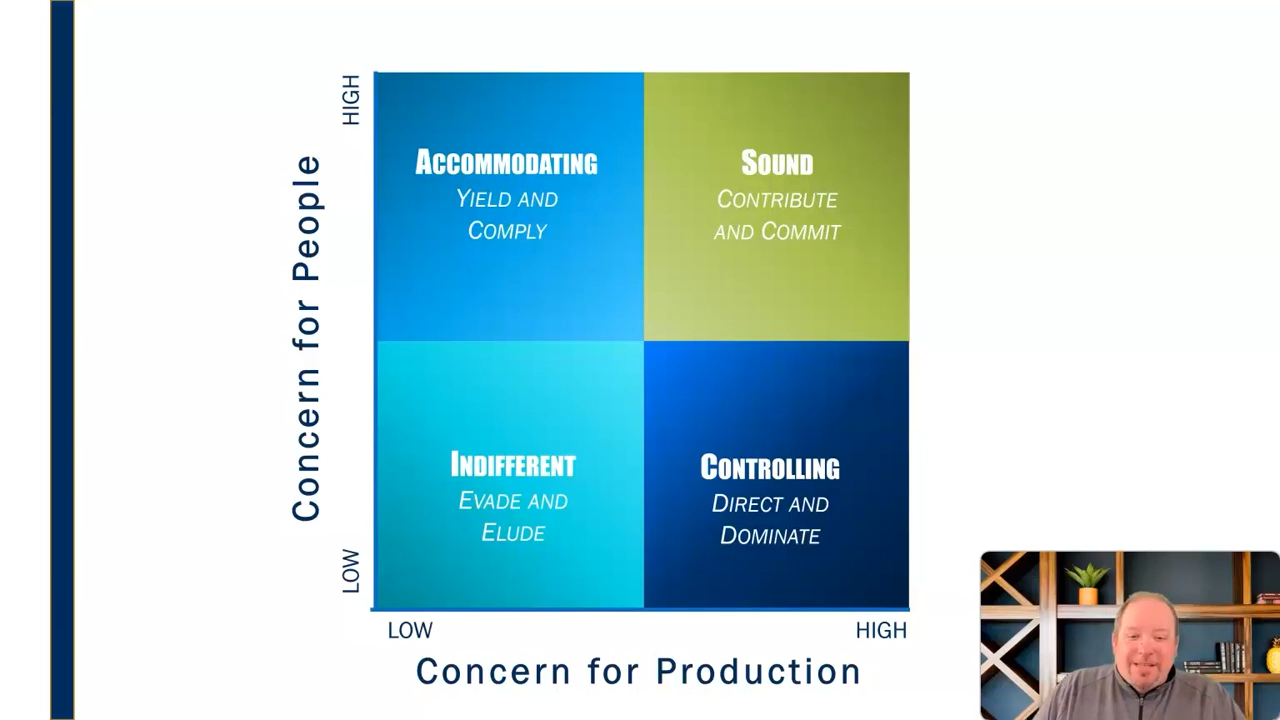 HIGH
Concern for People
LOW
ACCOMMODATING
YIELD AND
COMPLY
SOUND
CONTRIBUTE
AND COMMIT
INDIFFERENT
EVADE AND
ELUDE
CONTROLLING
DIRECT AND
DOMINATE
LOW
HIGH
Concern for Production